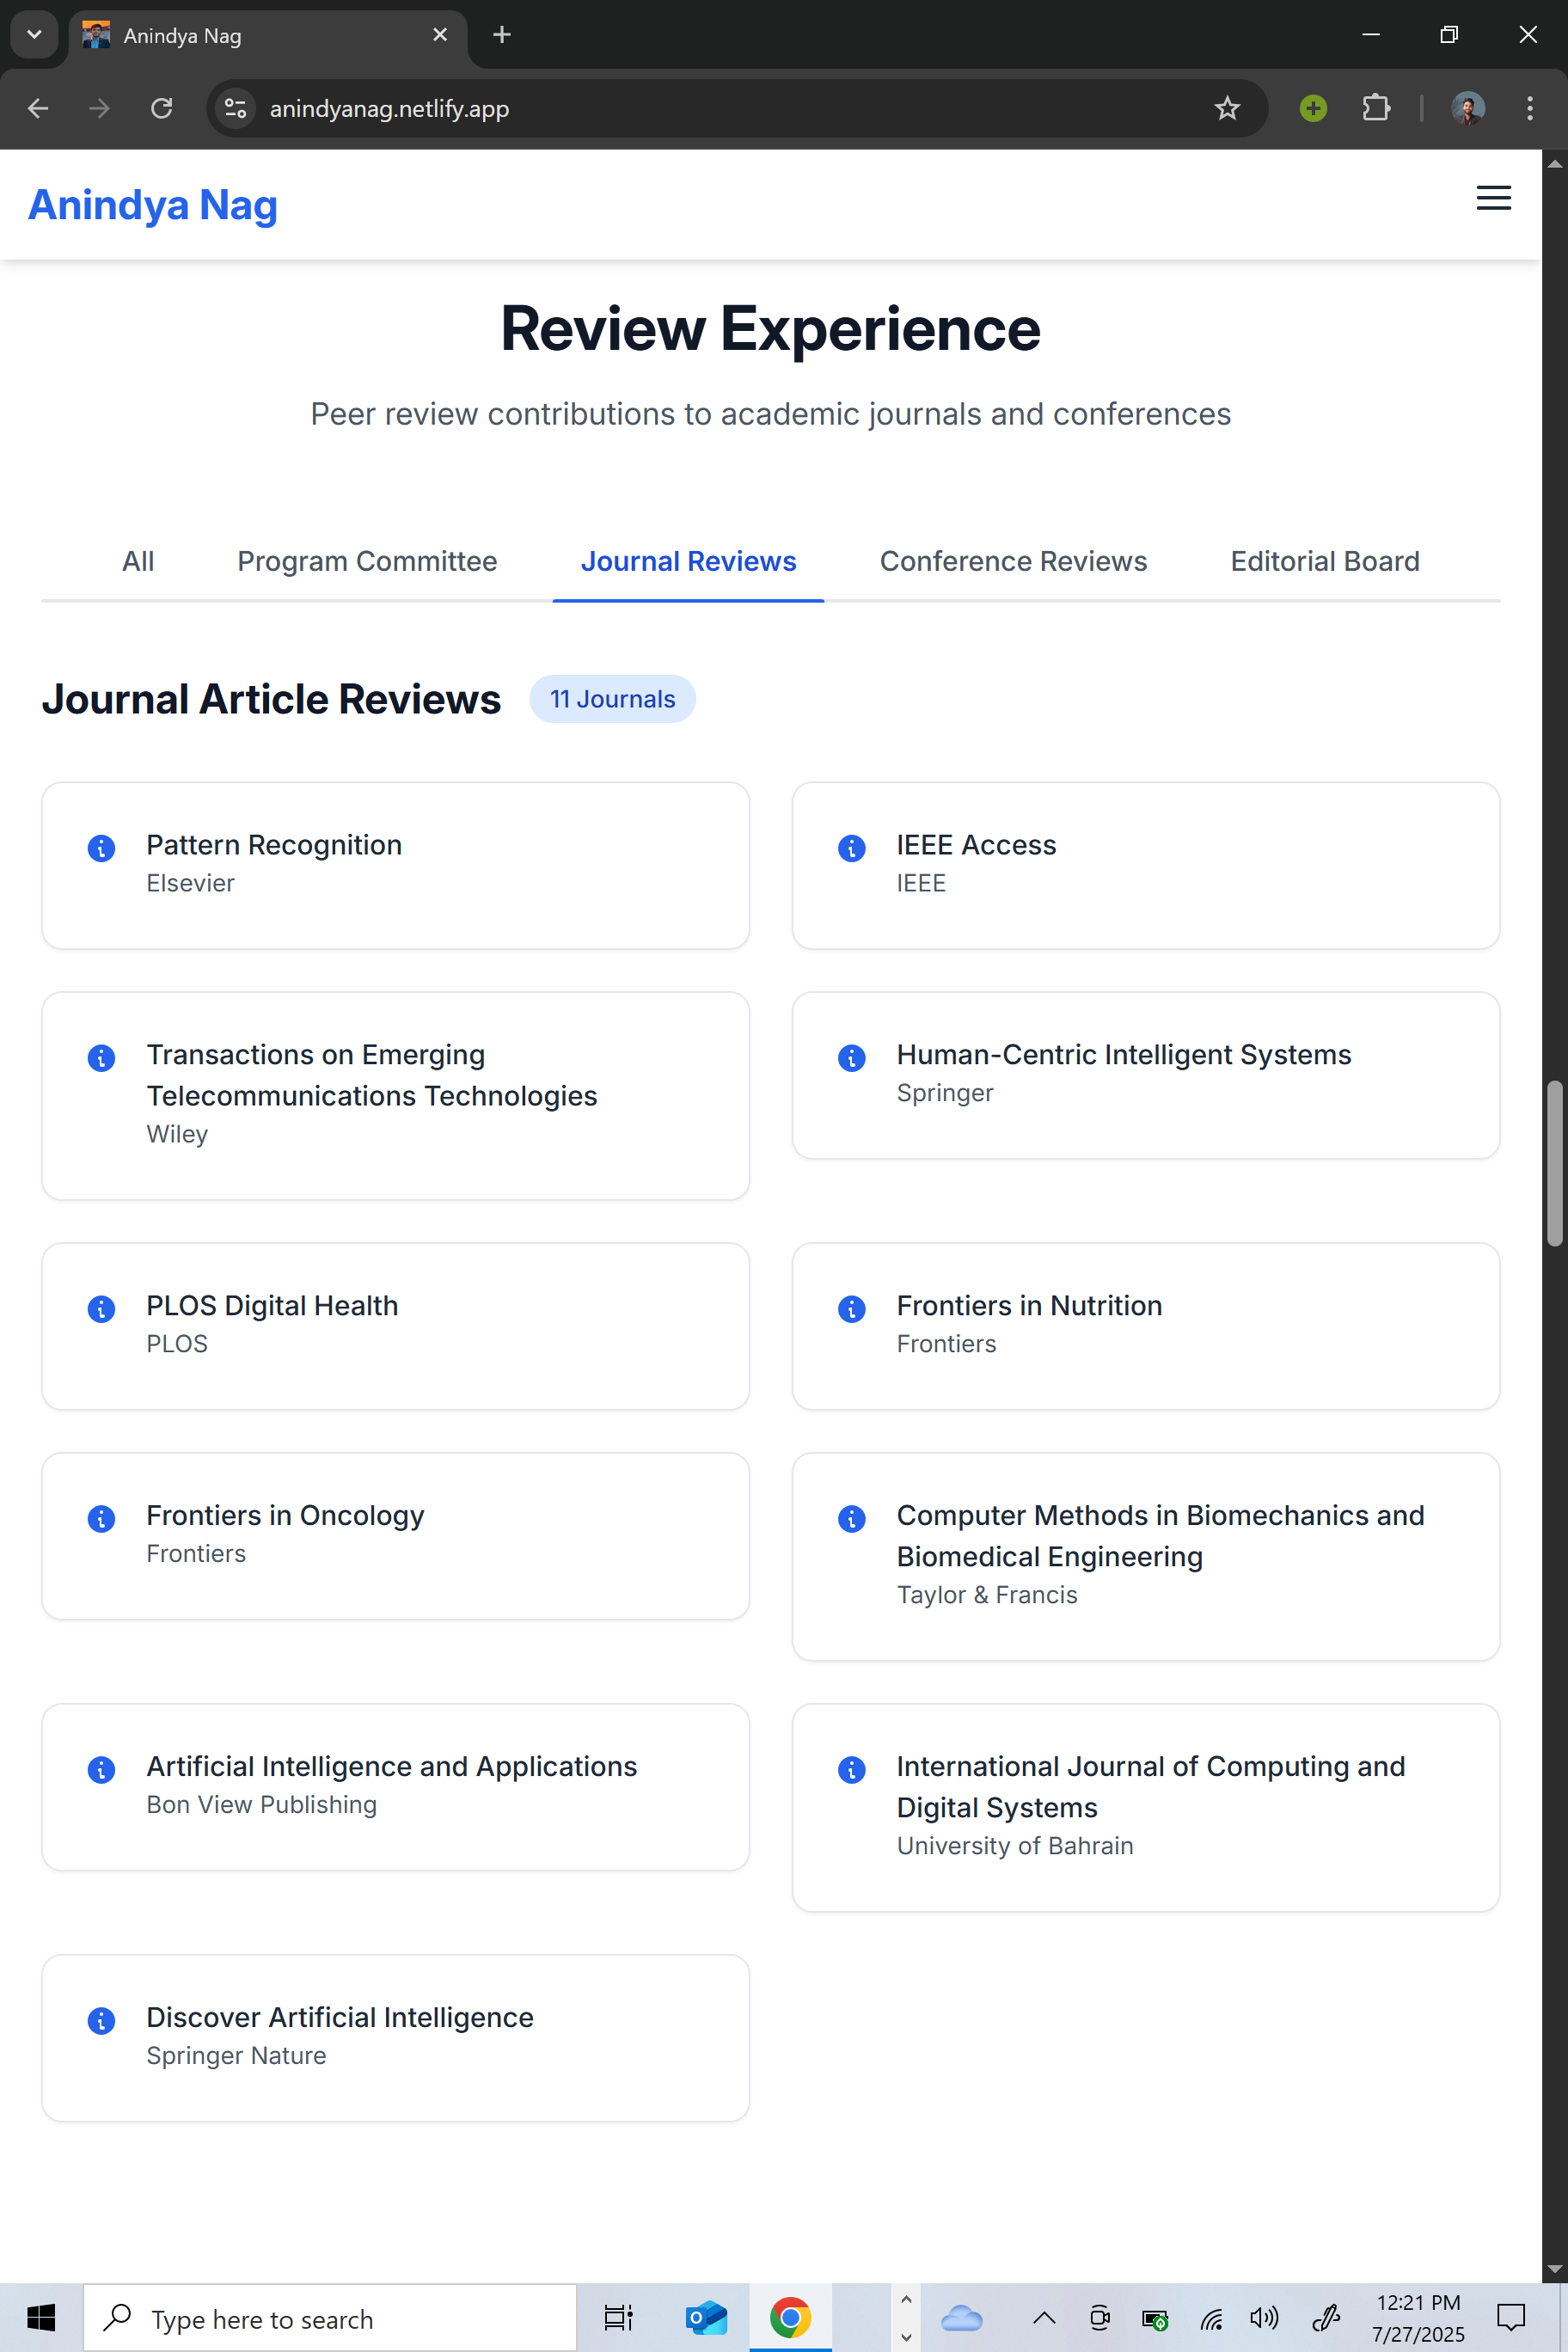 Anindya Nag
anindyanag.netlify.app
Anindya Nag
Review Experience
Peer review contributions to academic journals and conferences
All
Program Committee
Journal Reviews
Conference Reviews
Editorial Board
Journal Article Reviews
11 Journals
Pattern Recognition
Elsevier
IEEE Access
IEEE
Transactions on Emerging
Telecommunications Technologies
Wiley
Human-Centric Intelligent Systems
Springer
PLOS Digital Health
PLOS
Frontiers in Nutrition
Frontiers
Frontiers in Oncology
Frontiers
Computer Methods in Biomechanics and
Biomedical Engineering
Taylor & Francis
Artificial Intelligence and Applications
Bon View Publishing
International Journal of Computing and
Digital Systems
University of Bahrain
Discover Artificial Intelligence
Springer Nature
Type here to search
12:21 PM
7/27/2025